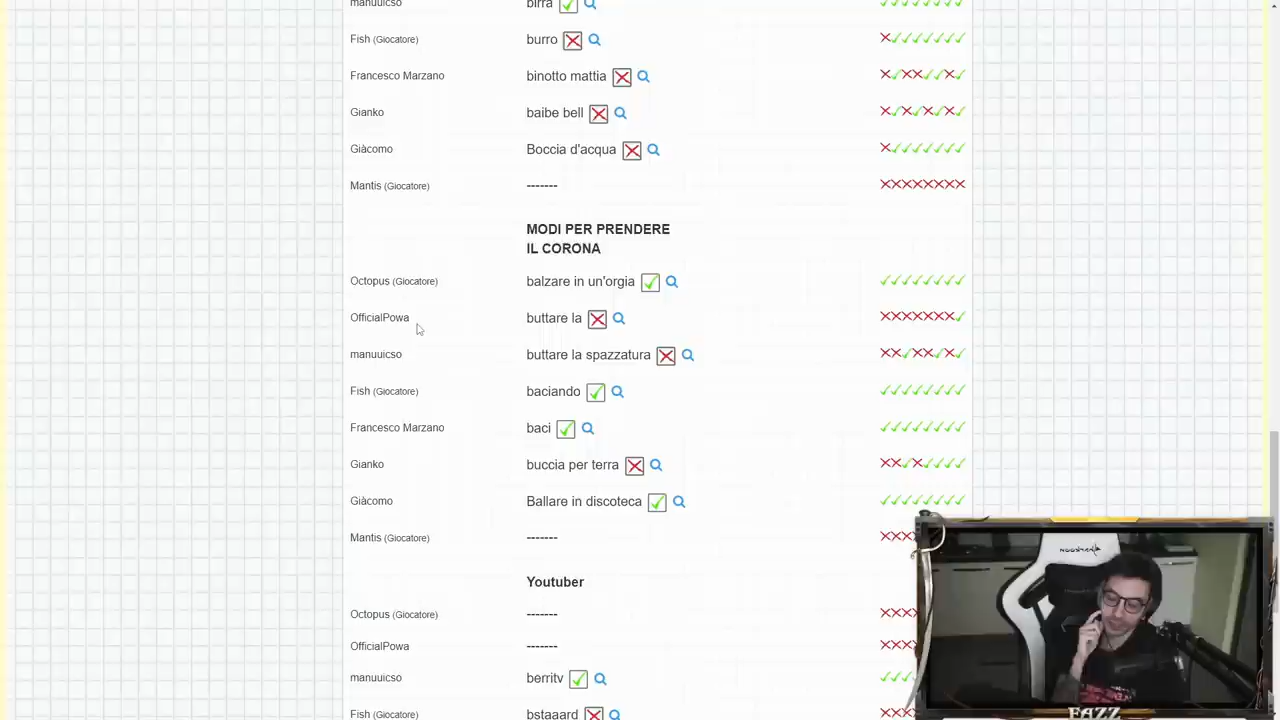 manuuicso birra
Fish (Giocatore) burro
Francesco Marzano binotto mattia
Gianko baibe bell
Giàcomo Boccia d'acqua
Mantis (Giocatore) -------
MODI PER PRENDERE
IL CORONA
Octopus (Giocatore) balzare in un'orgia
OfficialPowa buttare la
manuuicso buttare la spazzatura
Fish (Giocatore) baciando
Francesco Marzano baci
Gianko buccia per terra
Giàcomo Ballare in discoteca
Mantis (Giocatore) -------
Youtuber
Octopus (Giocatore) -------
OfficialPowa -------
manuuicso berritv
Fish (Giocatore) bstaaard
FAZZ